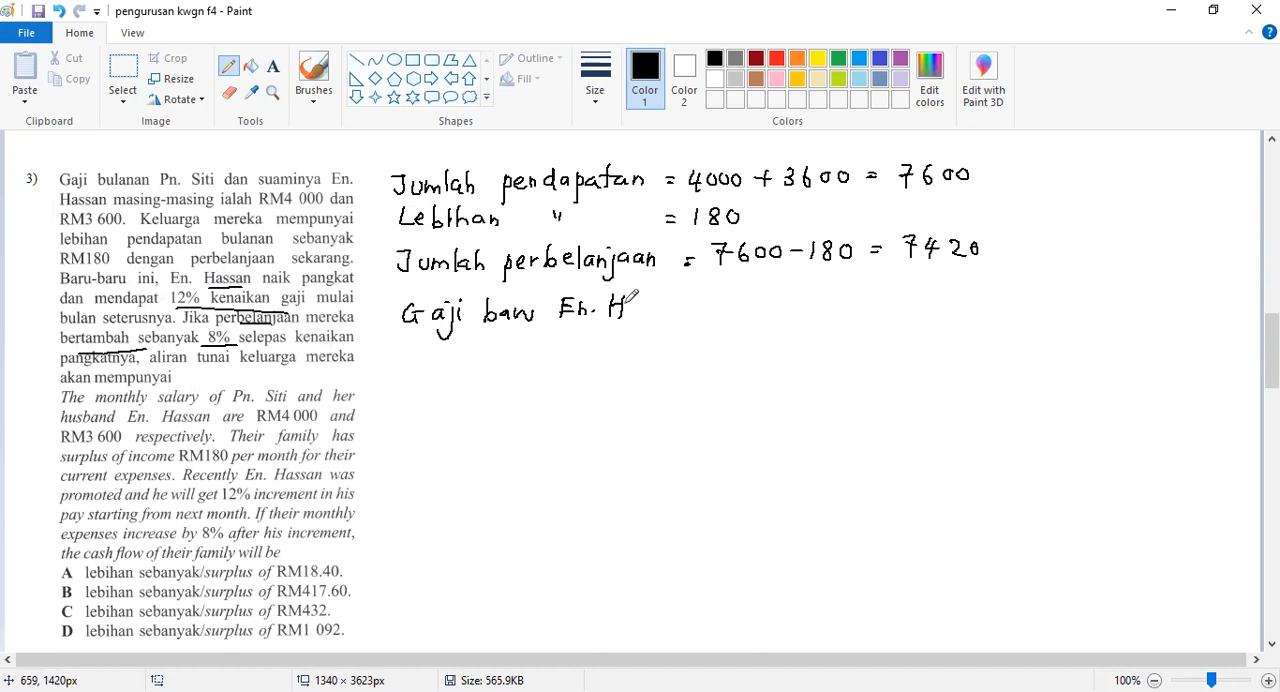 pengurusan kwgn f4 - Paint
File Home View
Paste
Cut
Copy
Clipboard
Select
Crop
Resize
Rotate
Image
A
Tools
Brushes
Outline
Fill
Shapes
Size
Color 1
Color 2
Edit colors
Colors
Edit with Paint 3D
3) Gaji bulanan Pn. Siti dan suaminya En.
Hassan masing-masing ialah RM4 000 dan
RM3 600. Keluarga mereka mempunyai
lebihan pendapatan bulanan sebanyak
RM180 dengan perbelanjaan sekarang.
Baru-baru ini, En. Hassan naik pangkat
dan mendapat 12% kenaikan gaji mulai
bulan seterusnya. Jika perbelanjaan mereka
bertambah sebanyak 8% selepas kenaikan
pangkatnya, aliran tunai keluarga mereka
akan mempunyai
The monthly salary of Pn. Siti and her
husband En. Hassan are RM4 000 and
RM3 600 respectively. Their family has
surplus of income RM180 per month for their
current expenses. Recently En. Hassan was
promoted and he will get 12% increment in his
pay starting from next month. If their monthly
expenses increase by 8% after his increment,
the cash flow of their family will be
A lebihan sebanyak/surplus of RM18.40.
B lebihan sebanyak/surplus of RM417.60.
C lebihan sebanyak/surplus of RM432.
D lebihan sebanyak/surplus of RM1 092.
Jumlah pendapatan = 4000 + 3600 = 7600
Lebihan " = 180
Jumlah perbelanjaan = 7600 - 180 = 7420
Gaji baru En. H
659, 1420px
1340 × 3623px
Size: 565.9KB
100%